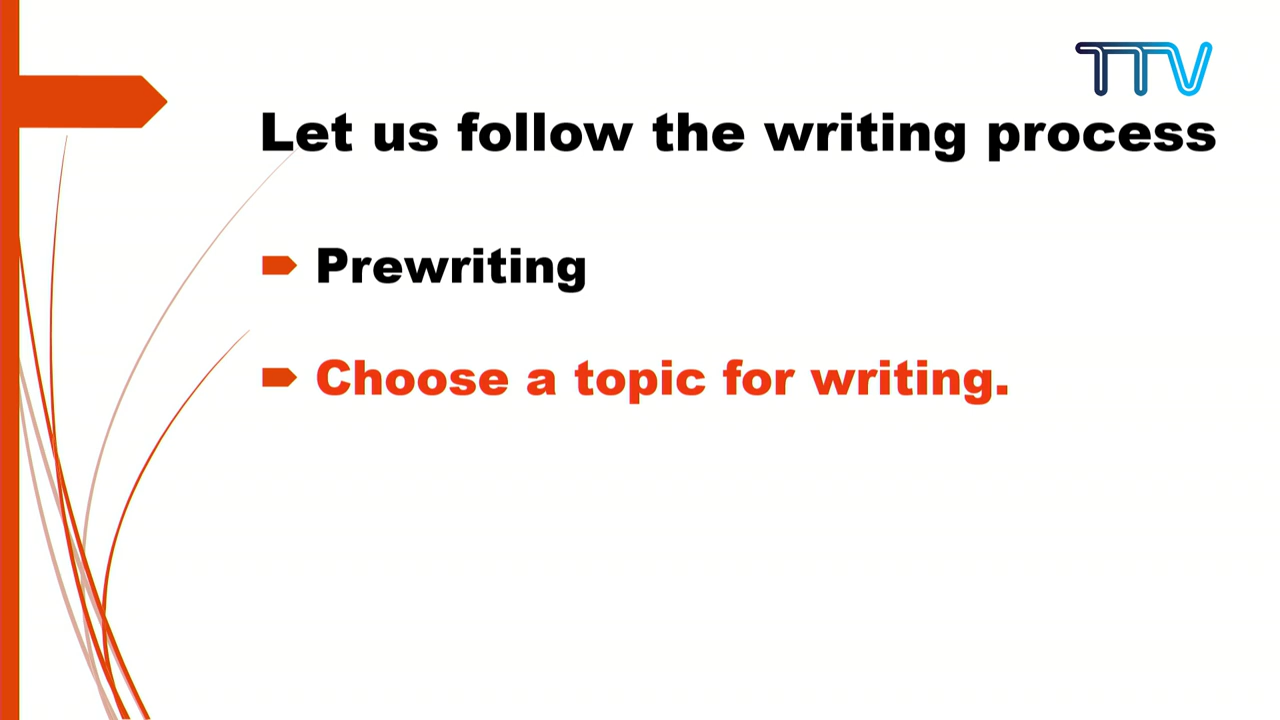 TTV
Let us follow the writing process
Prewriting
Choose a topic for writing.